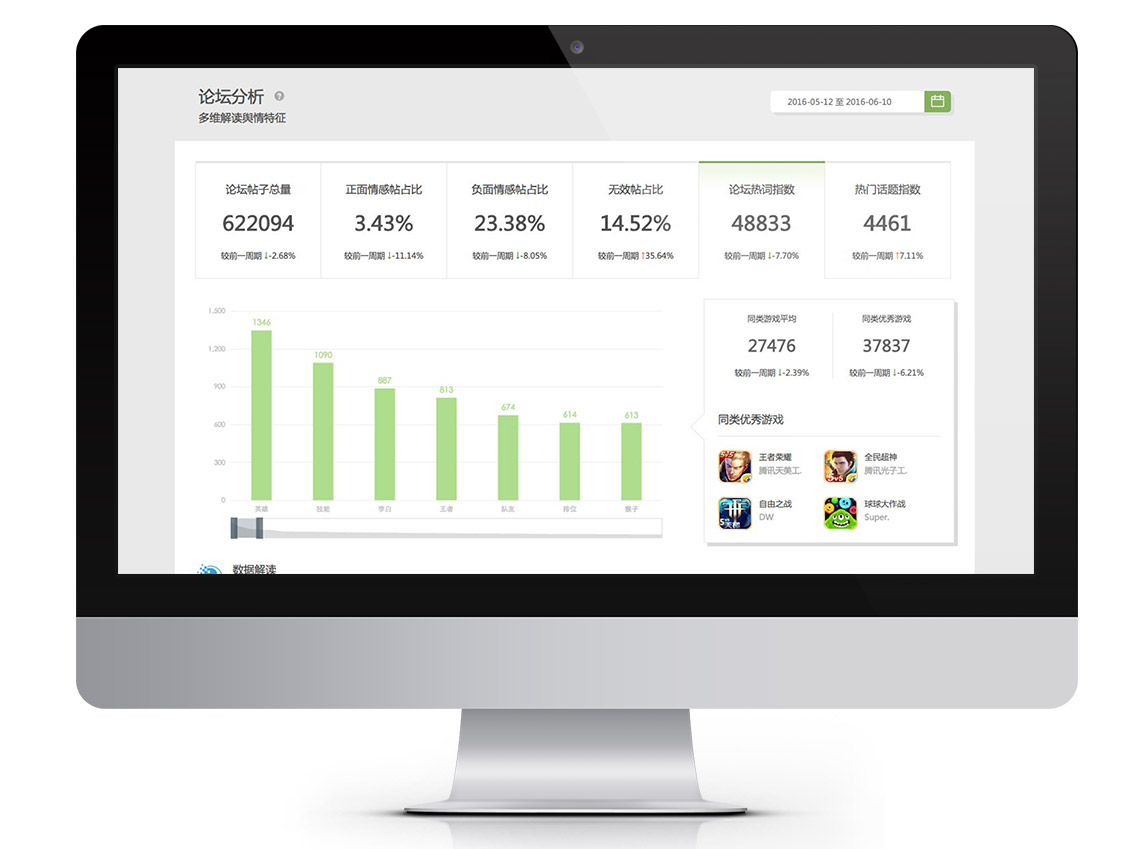 论坛分析 ?
多维解读舆情特征
2016-05-12 至 2016-06-10
论坛帖子总量
622094
较前一周期 ↓-2.68%
正面情感帖占比
3.43%
较前一周期 ↓-11.14%
负面情感帖占比
23.38%
较前一周期 ↓-8.05%
无效帖占比
14.52%
较前一周期 ↑35.64%
论坛热词指数
48833
较前一周期 ↓-7.70%
热门话题指数
4461
较前一周期 ↑7.11%
1,500
1,200
900
600
300
0
1346
1090
887
813
674
614
613
英雄
技能
李白
王者
队友
排位
猴子
同类游戏平均
27476
较前一周期 ↓-2.39%
同类优秀游戏
37837
较前一周期 ↓-6.21%
同类优秀游戏
王者荣耀
腾讯天美工.
全民超神
腾讯光子工.
自由之战
DW
球球大作战
Super.
数据解读